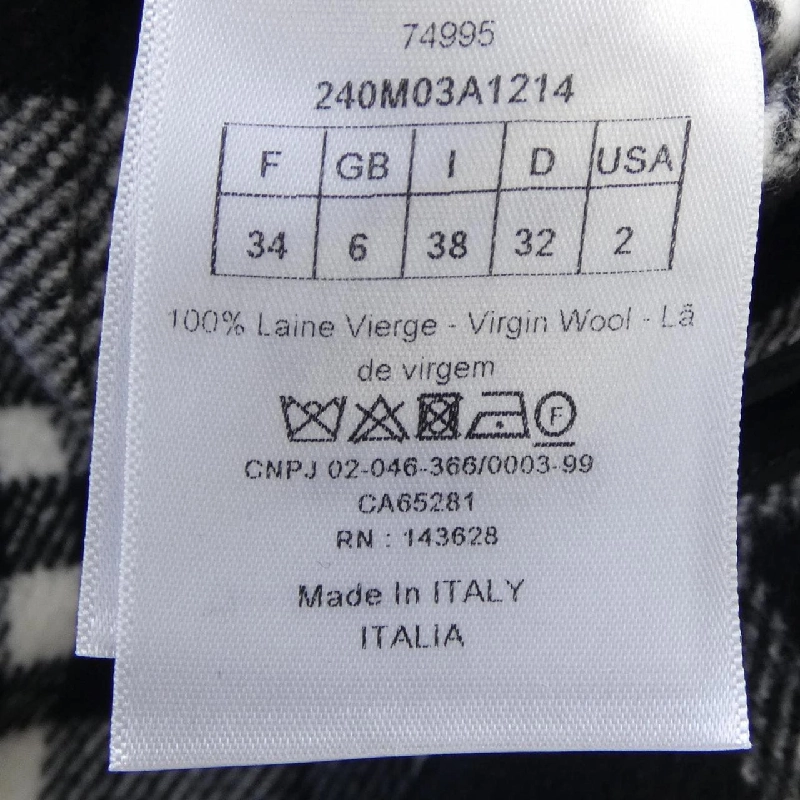 74995
240M03A1214
F GB I D USA
34 6 38 32 2
100% Laine Vierge - Virgin Wool - Lã
de virgem
F
CNPJ 02-046-366/0003-99
CA65281
RN : 143628
Made In ITALY
ITALIA